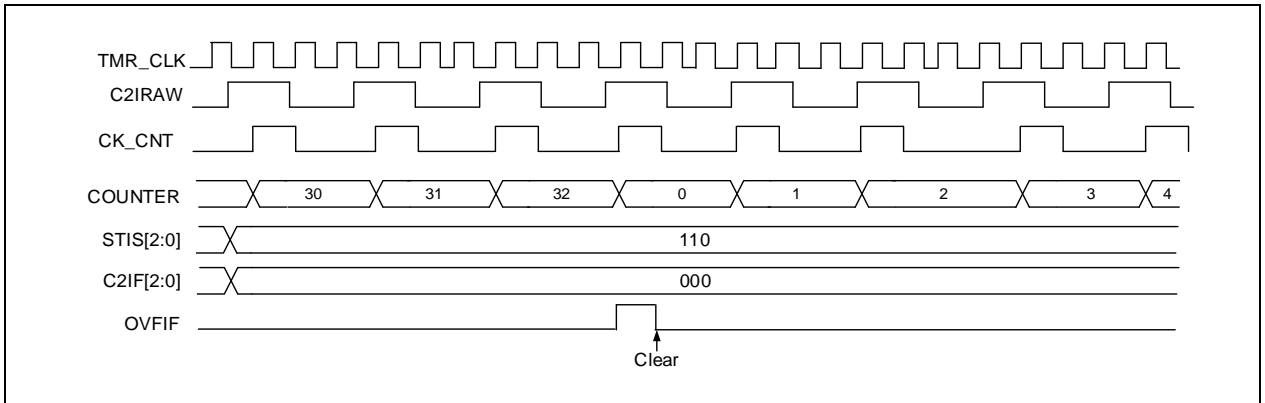 TMR_CLK
C2IRAW
CK_CNT
COUNTER 30 31 32 0 1 2 3 4
STIS[2:0] 110
C2IF[2:0] 000
OVFIF
Clear